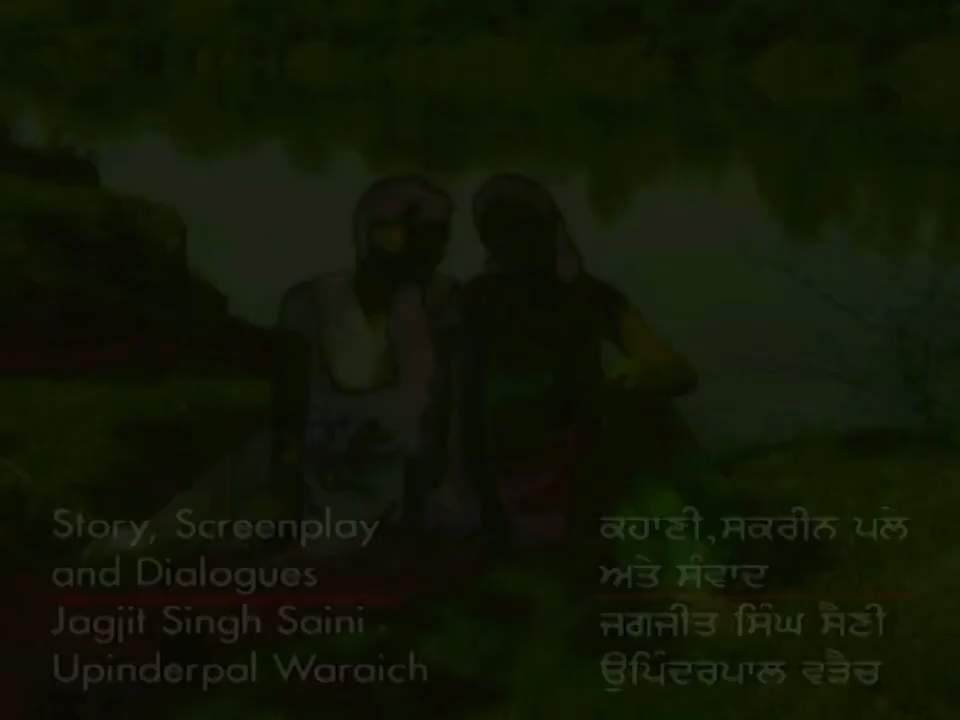 Story, Screenplay
and Dialogues
Jagjit Singh Saini
Upinderpal Waraich
ਕਹਾਣੀ,ਸਕਰੀਨ ਪਲੇ
ਅਤੇ ਸੰਵਾਦ
ਜਗਜੀਤ ਸਿੰਘ ਸੈਣੀ
ਉਪਿੰਦਰਪਾਲ ਵੜੈਚ